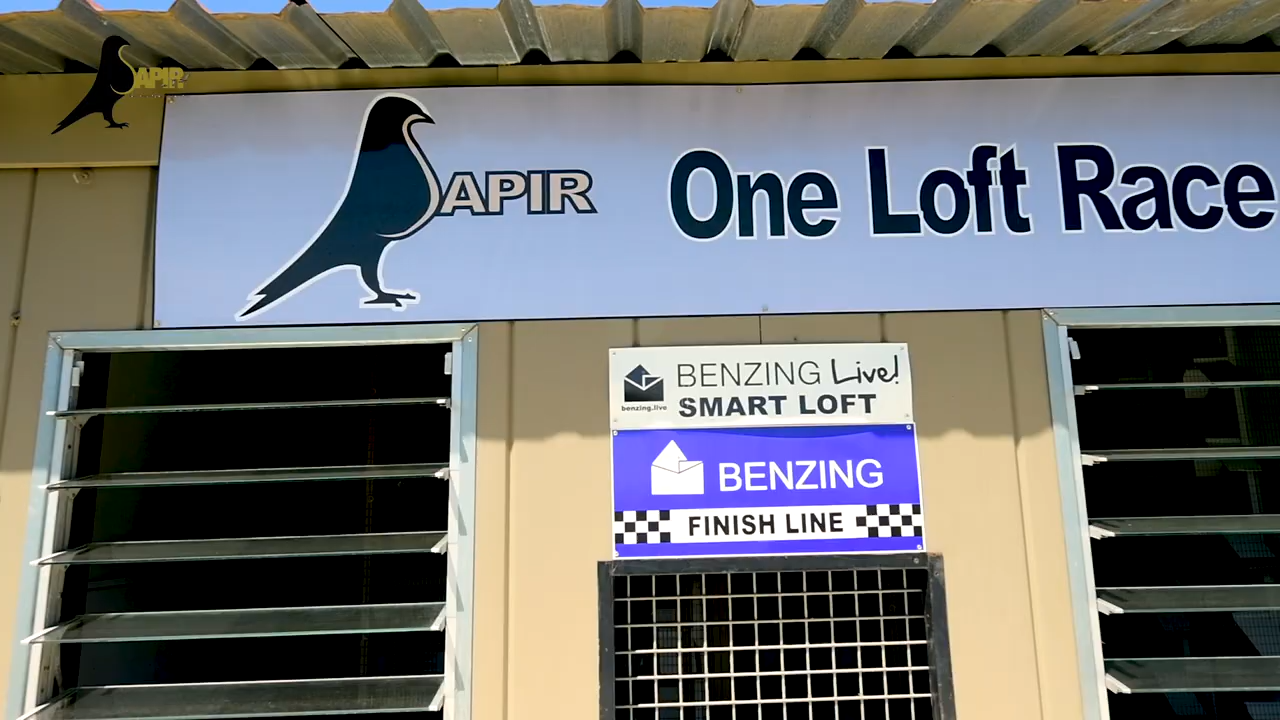 SAPIR
SAPIR One Loft Race
BENZING Live!
benzing.live
SMART LOFT
BENZING
FINISH LINE